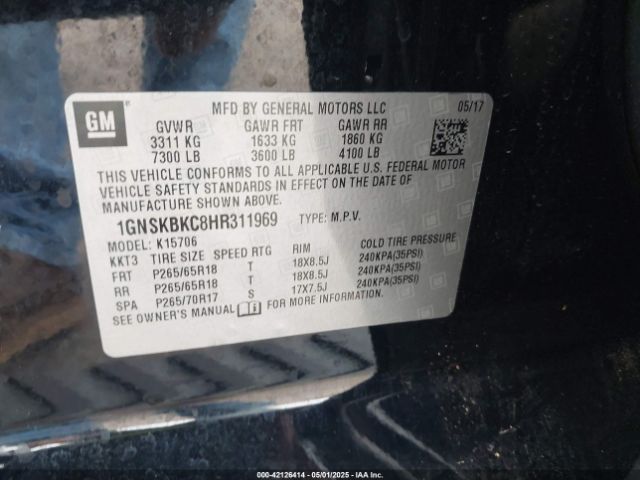 GM
MFD BY GENERAL MOTORS LLC 05/17
GVWR GAWR FRT GAWR RR
3311 KG 1633 KG 1860 KG
7300 LB 3600 LB 4100 LB
THIS VEHICLE CONFORMS TO ALL APPLICABLE U.S. FEDERAL MOTOR
VEHICLE SAFETY STANDARDS IN EFFECT ON THE DATE OF
MANUFACTURE SHOWN ABOVE.
1GNSKBKC8HR311969 TYPE: M.P.V.
MODEL: K15706
KKT3 TIRE SIZE SPEED RTG RIM COLD TIRE PRESSURE
FRT P265/65R18 T 18X8.5J 240KPA(35PSI)
RR P265/65R18 T 18X8.5J 240KPA(35PSI)
SPA P265/70R17 S 17X7.5J 240KPA(35PSI)
SEE OWNER'S MANUAL FOR MORE INFORMATION.
000-42126414 - 05/01/2025 - IAAI, Inc. Copyright